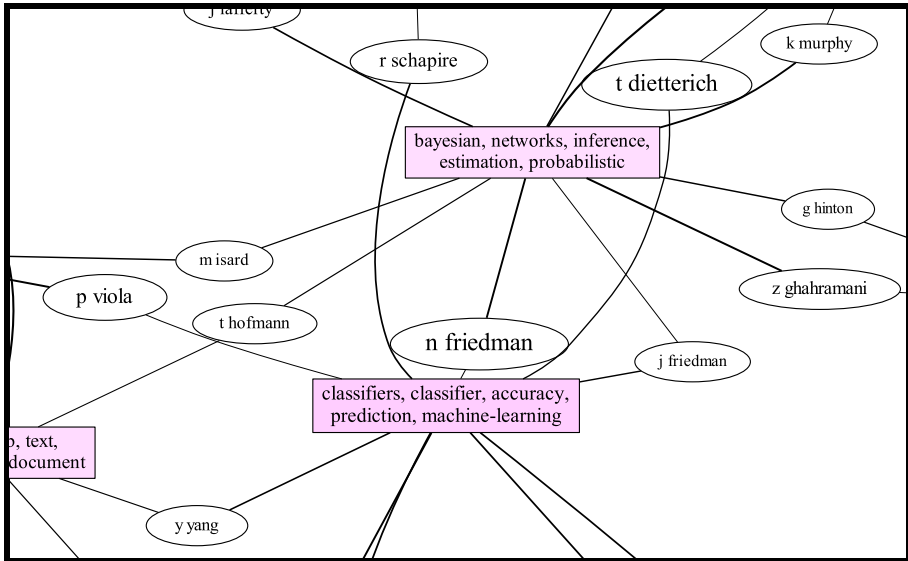 j lafferty
r schapire
k murphy
t dietterich
bayesian, networks, inference,
estimation, probabilistic
g hinton
m isard
z ghahramani
p viola
t hofmann
n friedman
j friedman
classifiers, classifier, accuracy,
prediction, machine-learning
text,
document
y yang